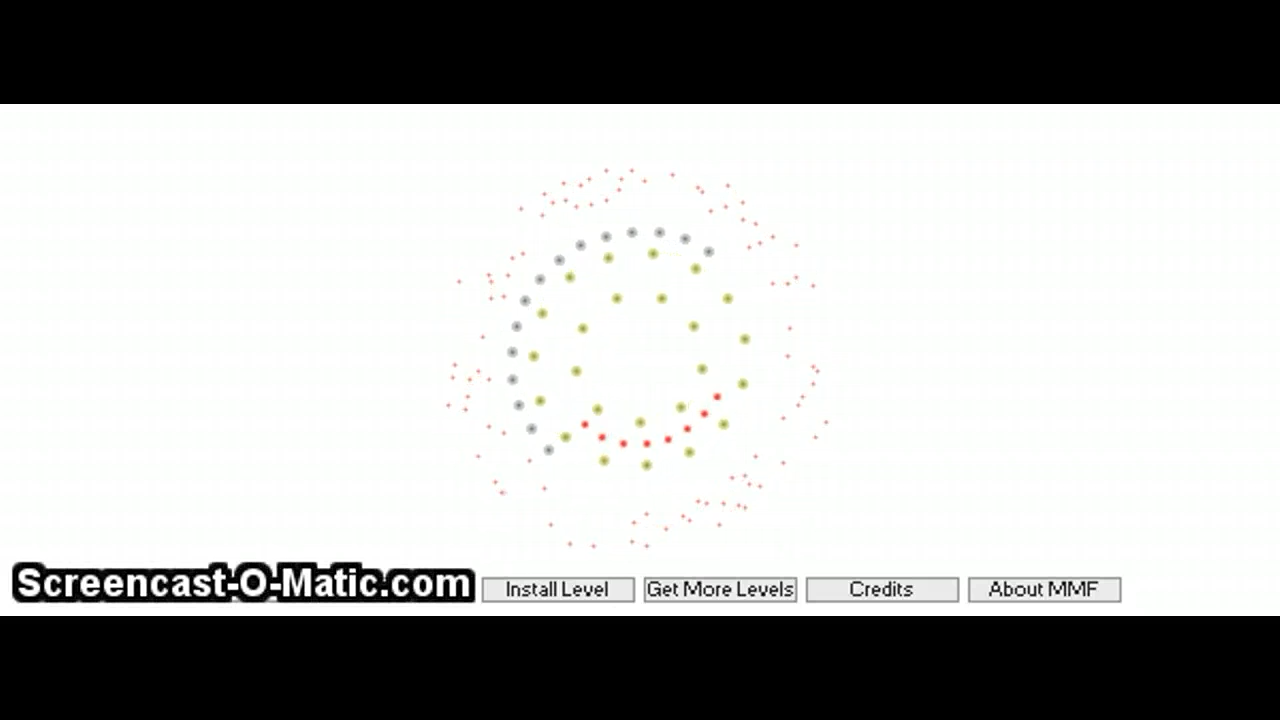 Screencast-O-Matic.com
Install Level
Get More Levels
Credits
About MMF